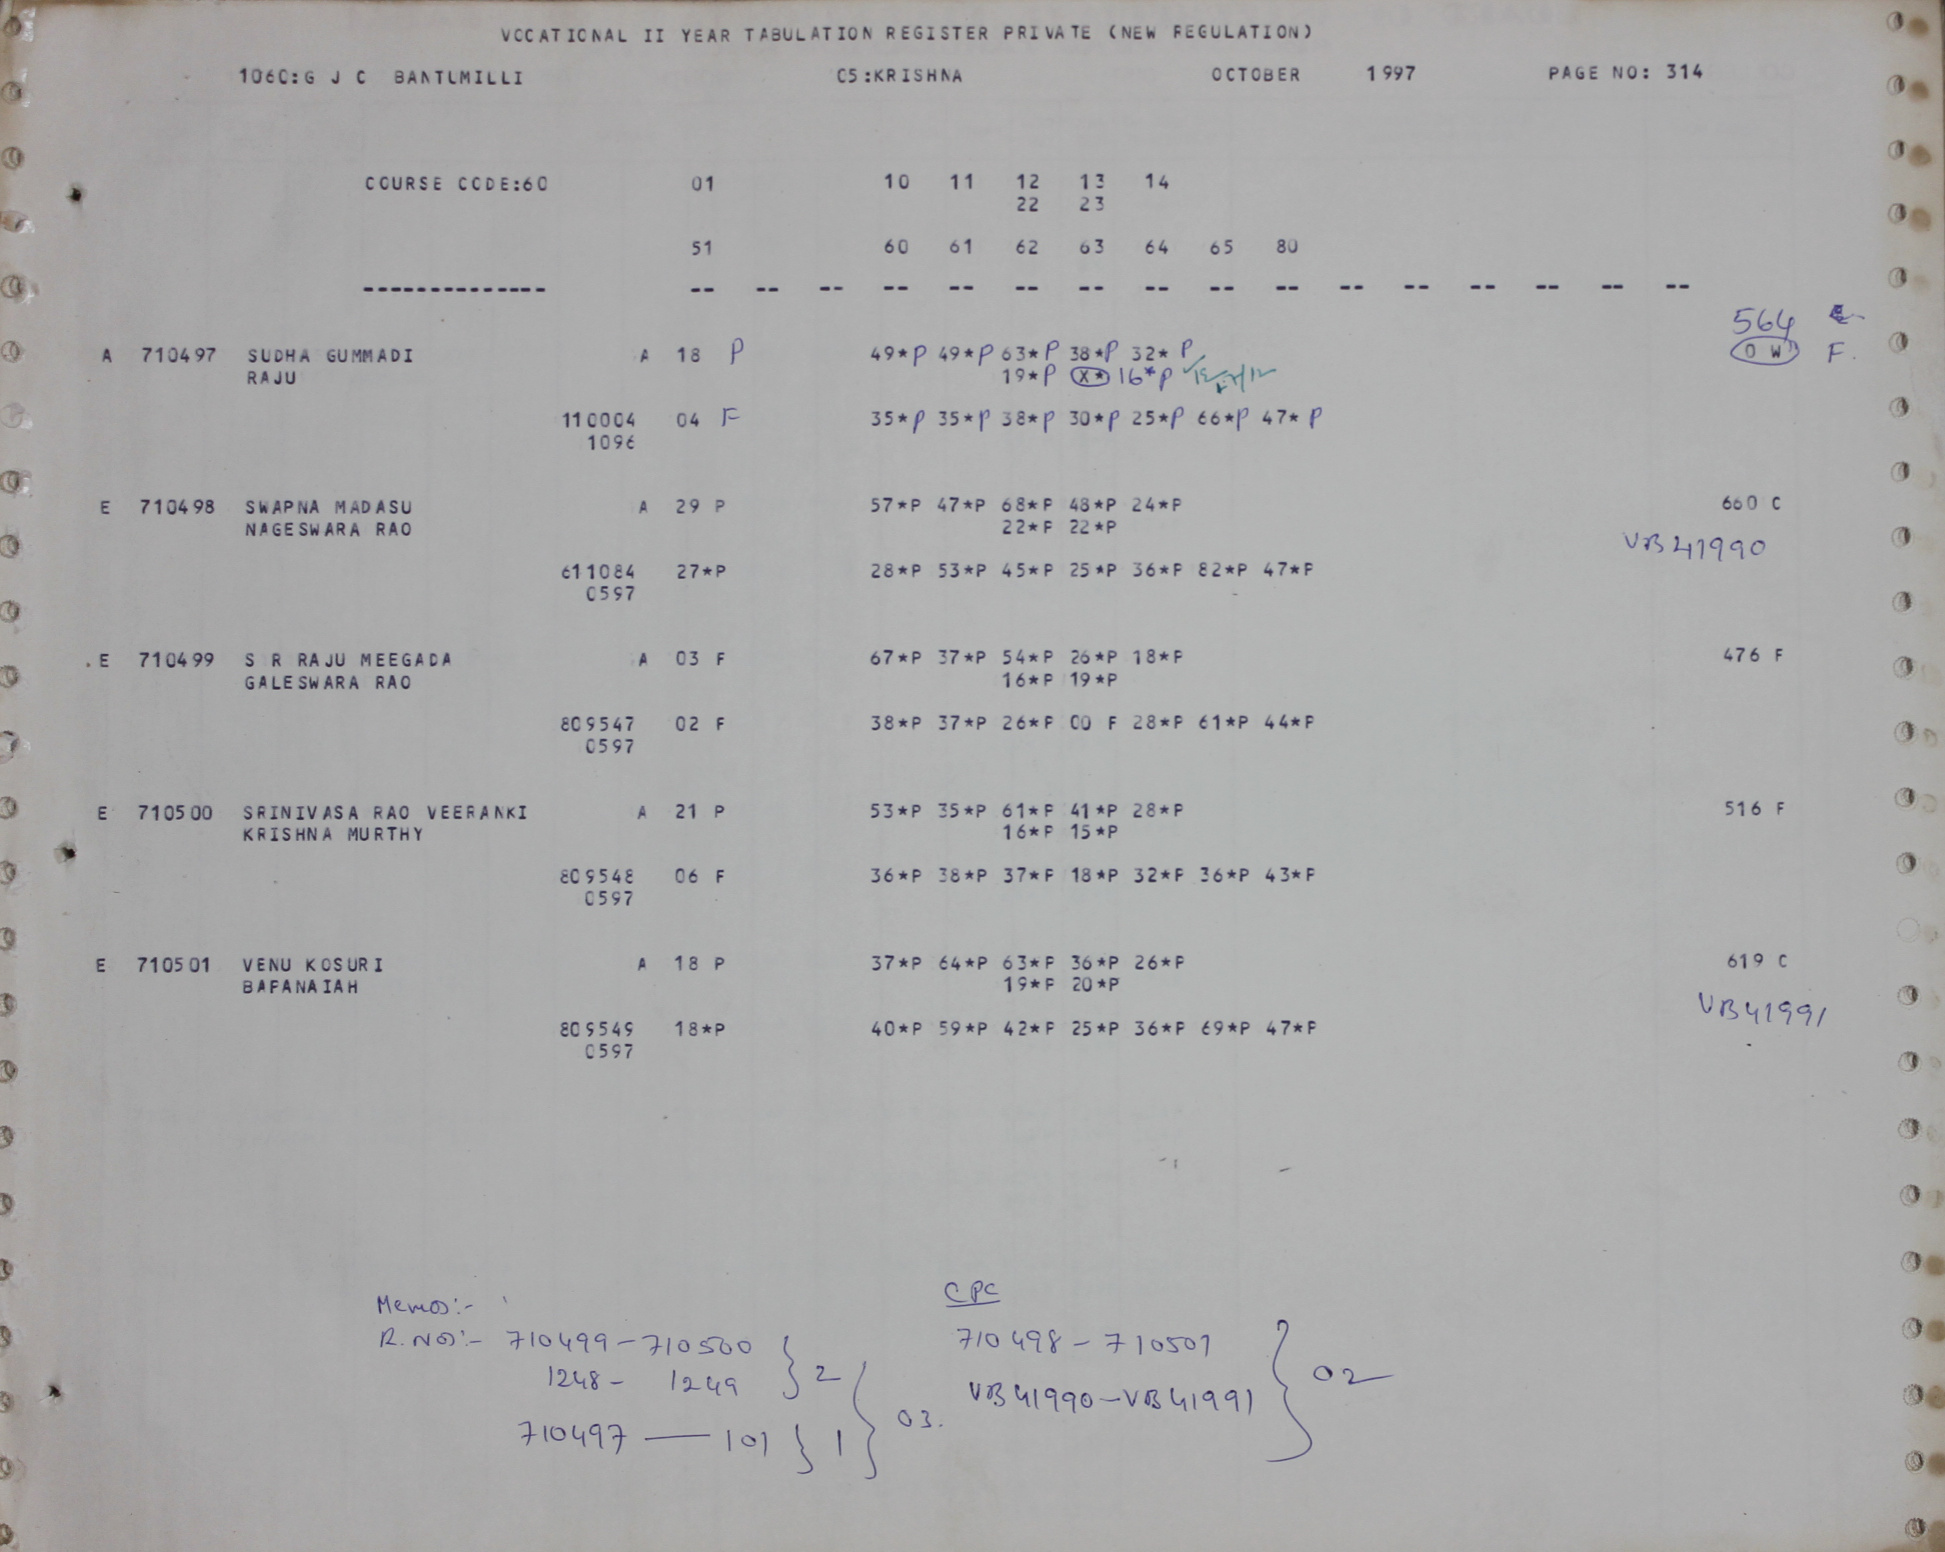 VOCATIONAL II YEAR TABULATION REGISTER PRIVATE (NEW REGULATION)
1060:G J C BANTUMILLI 05:KRISHNA OCTOBER 1997 PAGE NO: 314
COURSE CODE:60 01 10 11 12 13 14
22 23
51 60 61 62 63 64 65 80
-------------- -- -- -- -- -- -- -- -- -- -- -- -- -- -- -- --
564
A 710497 SUDHA GUMMADI A 18 P 49*P 49*P 63*P 38*P 32*P O W F.
RAJU 19*P X* 16*P
110004 04 F 35*P 35*P 38*P 30*P 25*P 66*P 47*P
1096
E 710498 SWAPNA MADASU A 29 P 57*P 47*P 68*P 48*P 24*P 660 C
NAGESWARA RAO 22*P 22*P
VB 41990
611084 27*P 28*P 53*P 45*P 25*P 36*P 82*P 47*P
0597
.E 710499 S R RAJU MEEGADA A 03 F 67*P 37*P 54*P 26*P 18*P 476 F
GALESWARA RAO 16*P 19*P
809547 02 F 38*P 37*P 26*P 00 F 28*P 61*P 44*P
0597
E 710500 SRINIVASA RAO VEERANKI A 21 P 53*P 35*P 61*P 41*P 28*P 516 F
KRISHNA MURTHY 16*P 15*P
809548 06 F 36*P 38*P 37*P 18*P 32*P 36*P 43*P
0597
E 710501 VENU KOSURI A 18 P 37*P 64*P 63*P 36*P 26*P 619 C
BAPANAIAH 19*P 20*P
VB41991
809549 18*P 40*P 59*P 42*P 25*P 36*P 69*P 47*P
0597
Memos:-
R.Nos:- 710499-710500
1248- 1249 } 2
710497 — 101 } 1 } 03.
CPC
710498-710501
VB41990-VB41991 } 02